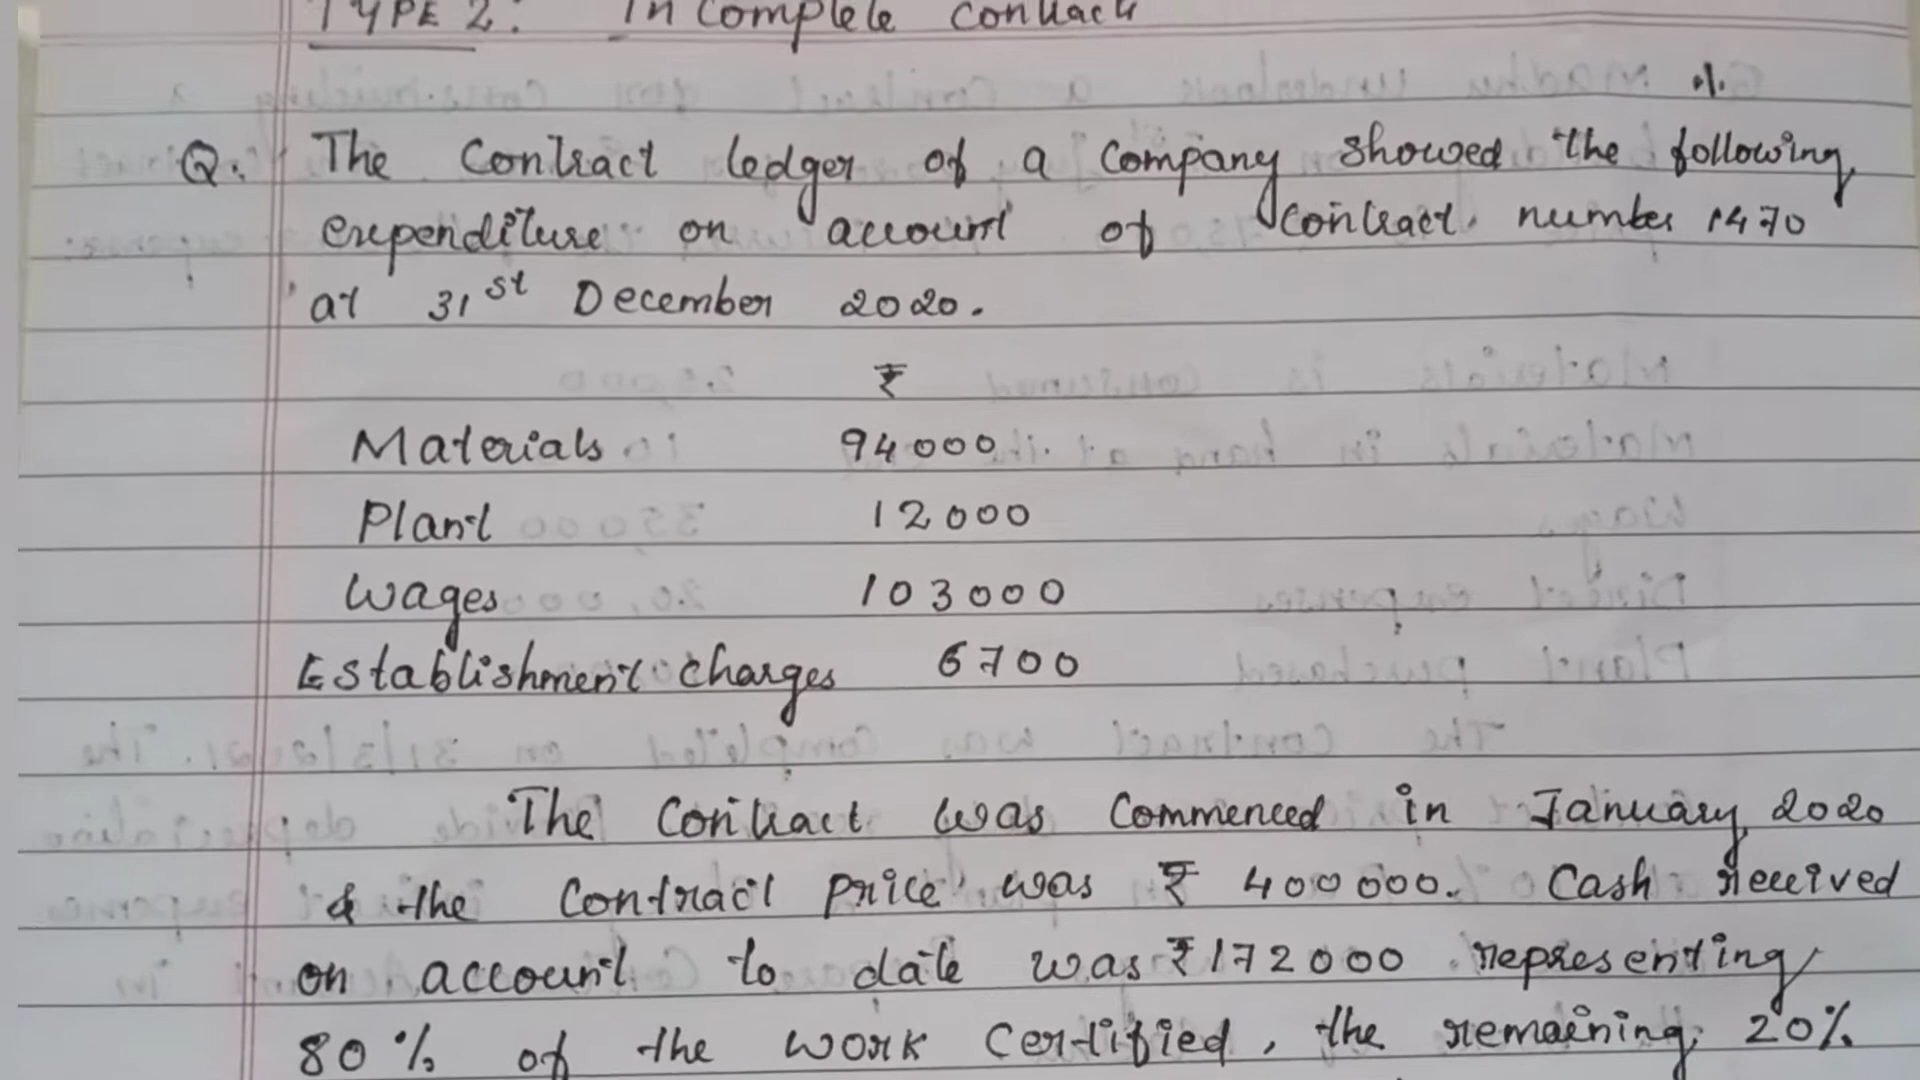 TYPE 2: Incomplete Contract
Q. The Contract ledger of a company showed the following
expenditure on account of contract number 1470
at 31st December 2020.
₹
Materials 94000
Plant 12000
Wages 103000
Establishment charges 6700
The Contract was commenced in January 2020
& the contract price was ₹ 400000. Cash received
on account to date was ₹172000 representing
80% of the work certified, the remaining 20%